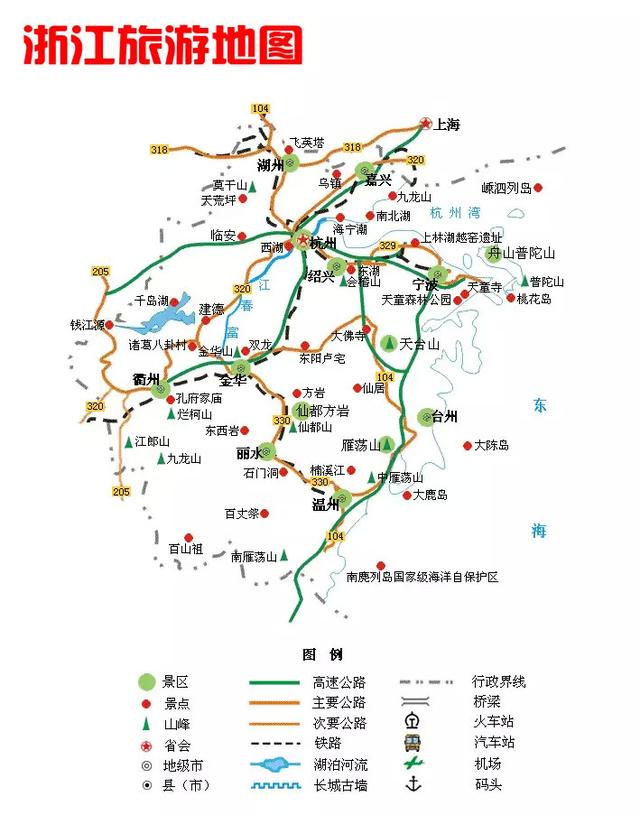 浙江旅游地图
104
上海
318
飞英塔
318
320
湖州
乌镇
嘉兴
莫干山
嵊泗列岛
天荒坪
九龙山
南北湖
杭州湾
海宁潮
临安
西湖
杭州
329
上林湖越窑遗址
舟山普陀山
绍兴
东湖
205
会稽山
宁波
天童寺
普陀山
320
江
千岛湖
天童森林公园
桃花岛
春
建德
钱江源
富
大佛寺
诸葛八卦村
金华山
双龙
天台山
东阳卢宅
金华
104
衢州
孔府家庙
方岩
仙居
320
烂柯山
仙都方岩
东
330
台州
东西岩
仙都山
江郎山
雁荡山
大陈岛
丽水
九龙山
石门洞
楠溪江
中雁荡山
205
330
大鹿岛
温州
百丈漈
海
104
百山祖
南雁荡山
南鹿列岛国家级海洋自保护区
图 例
景区
高速公路
行政界线
景点
主要公路
桥梁
山峰
次要公路
火车站
省会
铁路
汽车站
地级市
湖泊河流
机场
县（市）
长城古墙
码头